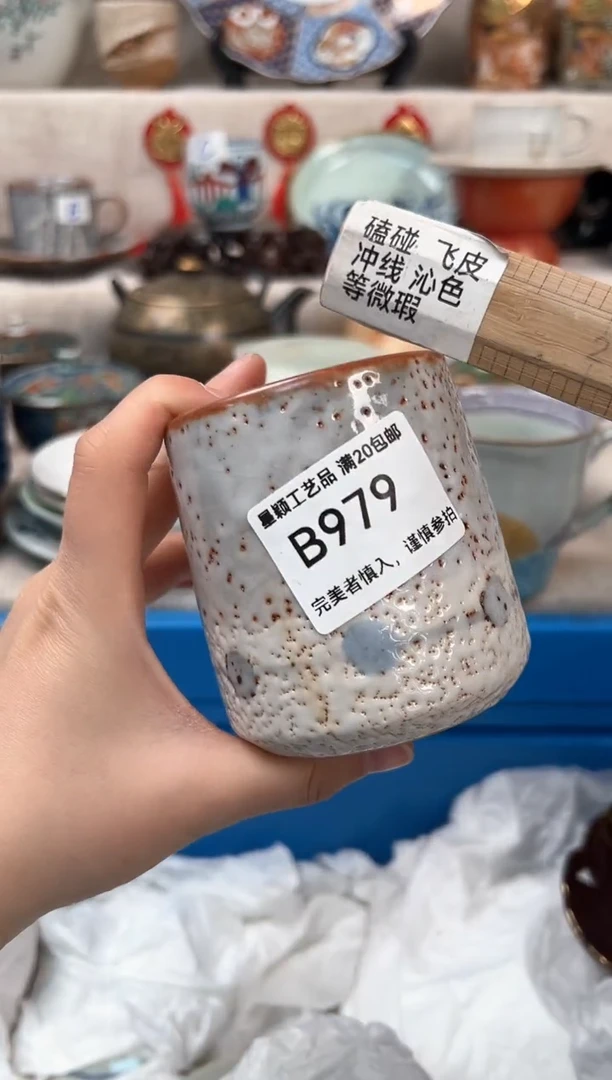 磕碰 飞皮
冲线 沁色
等微瑕
2
星颖工艺品 满20包邮
B979
完美者慎入，谨慎参拍